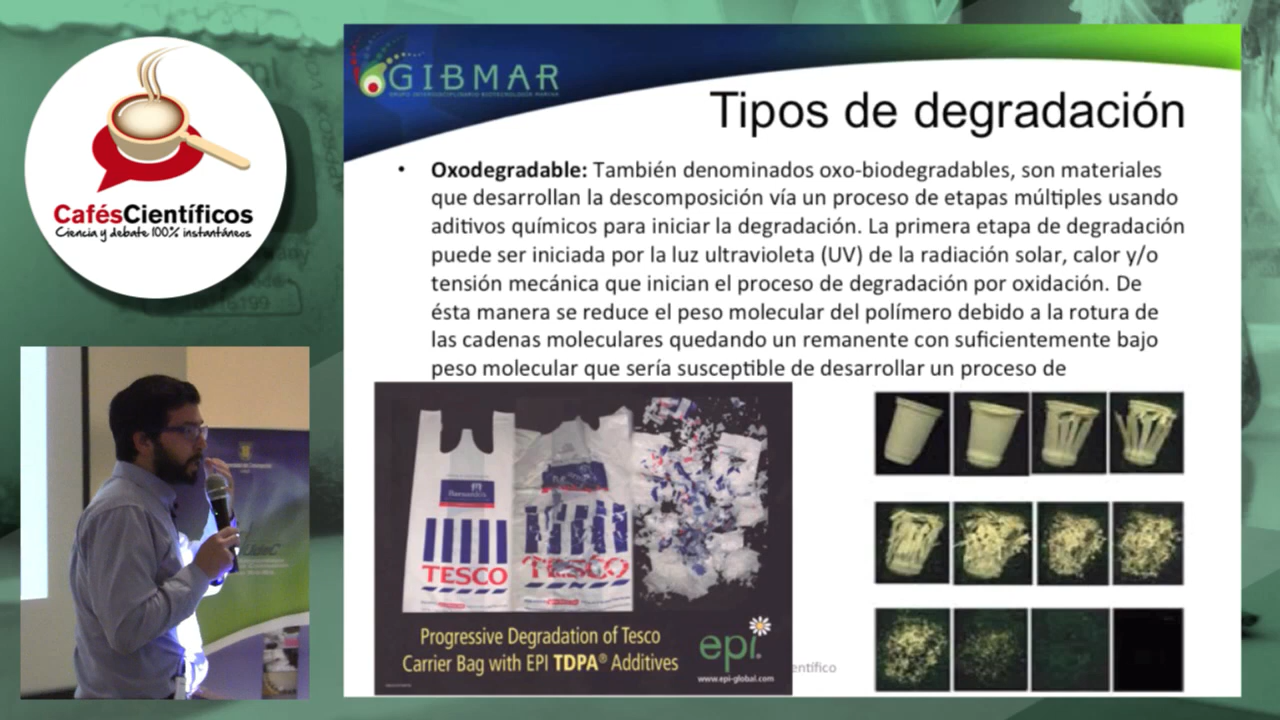 CafésCientíficos
Ciencia y debate 100% instantáneos
GIBMAR
GRUPO INTERDISCIPLINARIO BIOTECNOLOGÍA MARINA
Tipos de degradación
• Oxodegradable: También denominados oxo-biodegradables, son materiales
que desarrollan la descomposición vía un proceso de etapas múltiples usando
aditivos químicos para iniciar la degradación. La primera etapa de degradación
puede ser iniciada por la luz ultravioleta (UV) de la radiación solar, calor y/o
tensión mecánica que inician el proceso de degradación por oxidación. De
ésta manera se reduce el peso molecular del polímero debido a la rotura de
las cadenas moleculares quedando un remanente con suficientemente bajo
peso molecular que sería susceptible de desarrollar un proceso de
TESCO
TESCO
Progressive Degradation of Tesco
Carrier Bag with EPI TDPA® Additives
epi®
www.epi-global.com
entífico